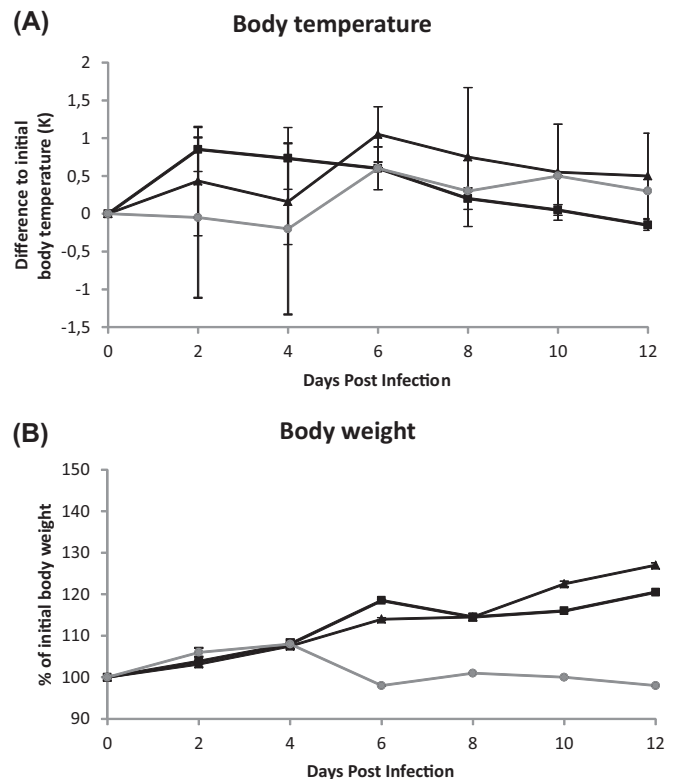 (A)
Body temperature
Difference to initial
body temperature (K)
2
1,5
1
0,5
0
-0,5
-1
-1,5
0 2 4 6 8 10 12
Days Post Infection
(B)
Body weight
% of initial body weight
150
140
130
120
110
100
90
0 2 4 6 8 10 12
Days Post Infection